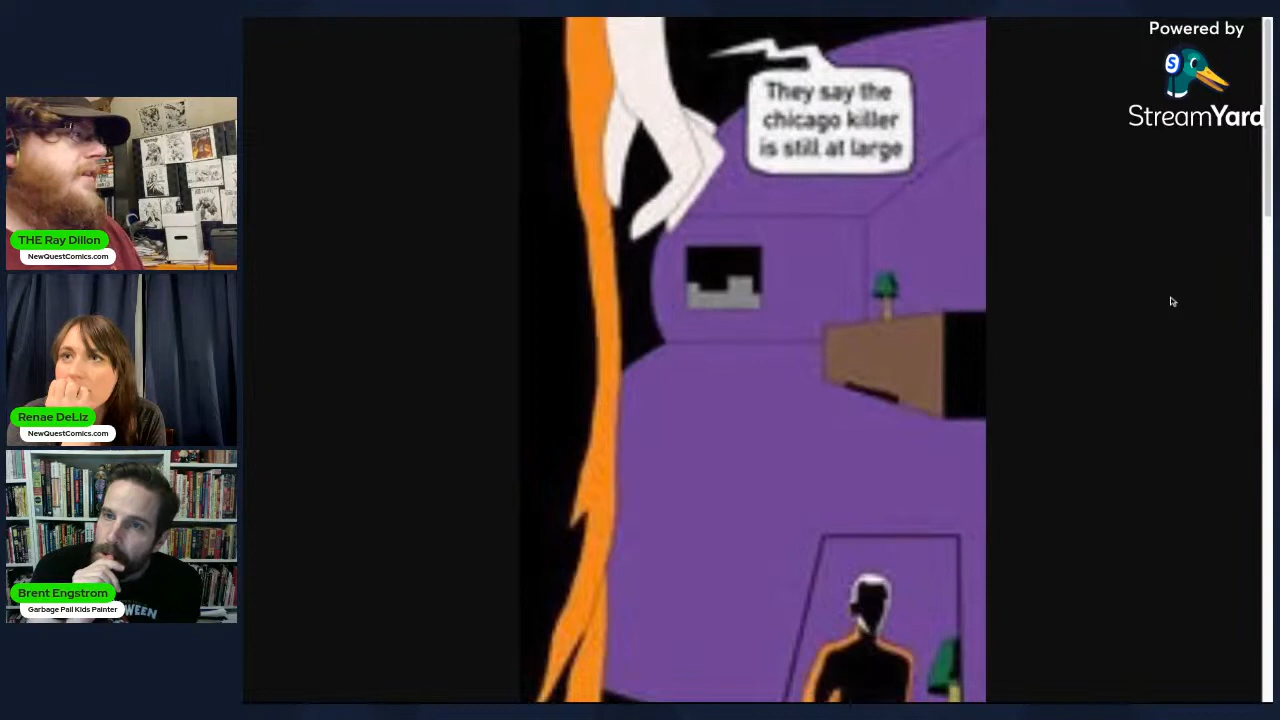 Powered by
S
StreamYard
They say the
chicago killer
is still at large
THE Ray Dillon
NewQuestComics.com
Renae DeLiz
NewQuestComics.com
Brent Engstrom
Garbage Pail Kids Painter
WEEN